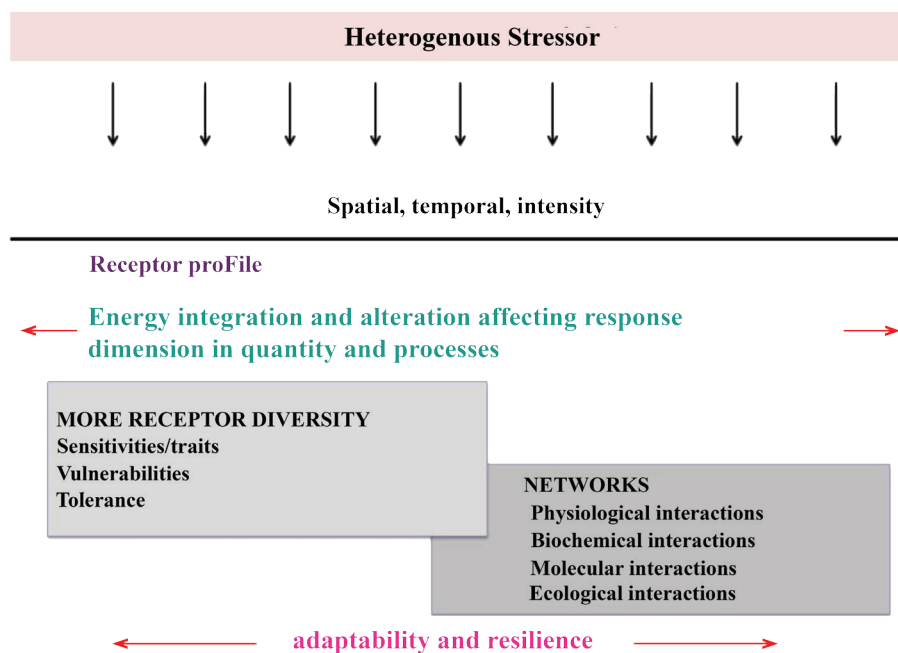 Heterogenous Stressor
Spatial, temporal, intensity
Receptor proFile
Energy integration and alteration affecting response
dimension in quantity and processes
MORE RECEPTOR DIVERSITY
Sensitivities/traits
Vulnerabilities
Tolerance
NETWORKS
Physiological interactions
Biochemical interactions
Molecular interactions
Ecological interactions
adaptability and resilience